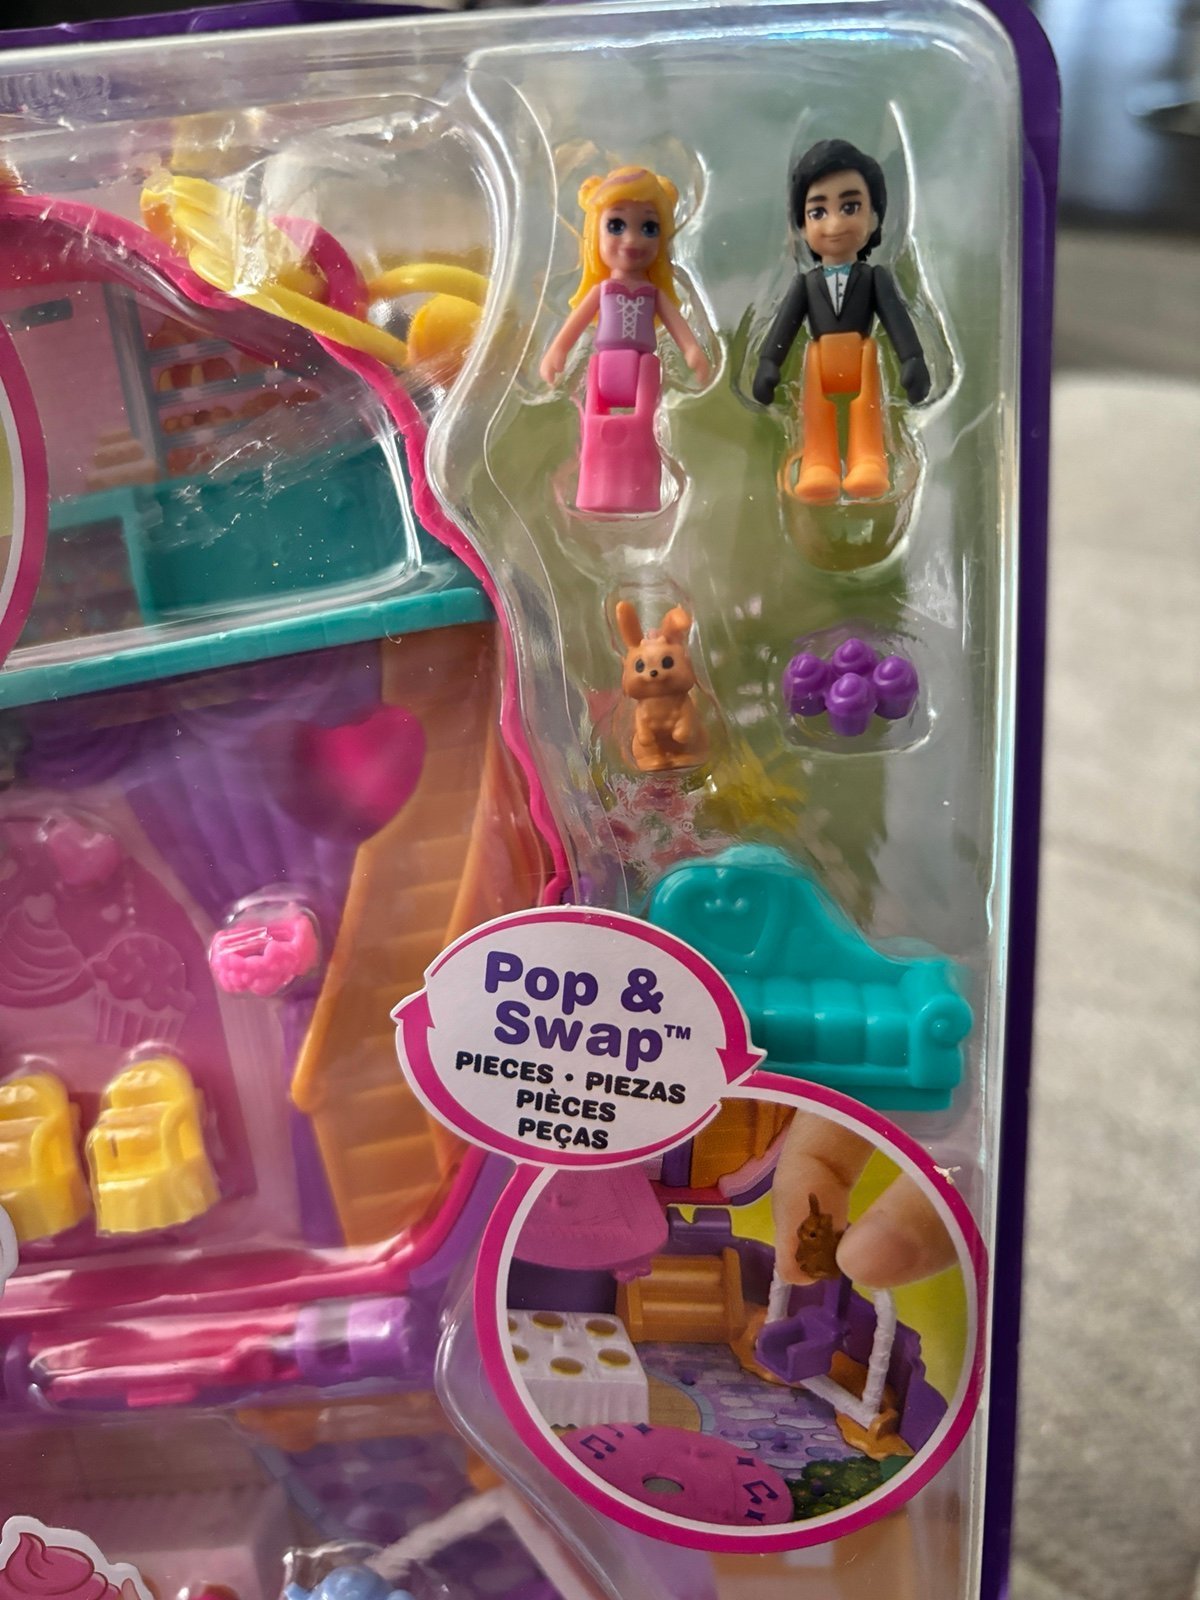 Pop &
Swap™
PIECES • PIEZAS
PIÈCES
PEÇAS